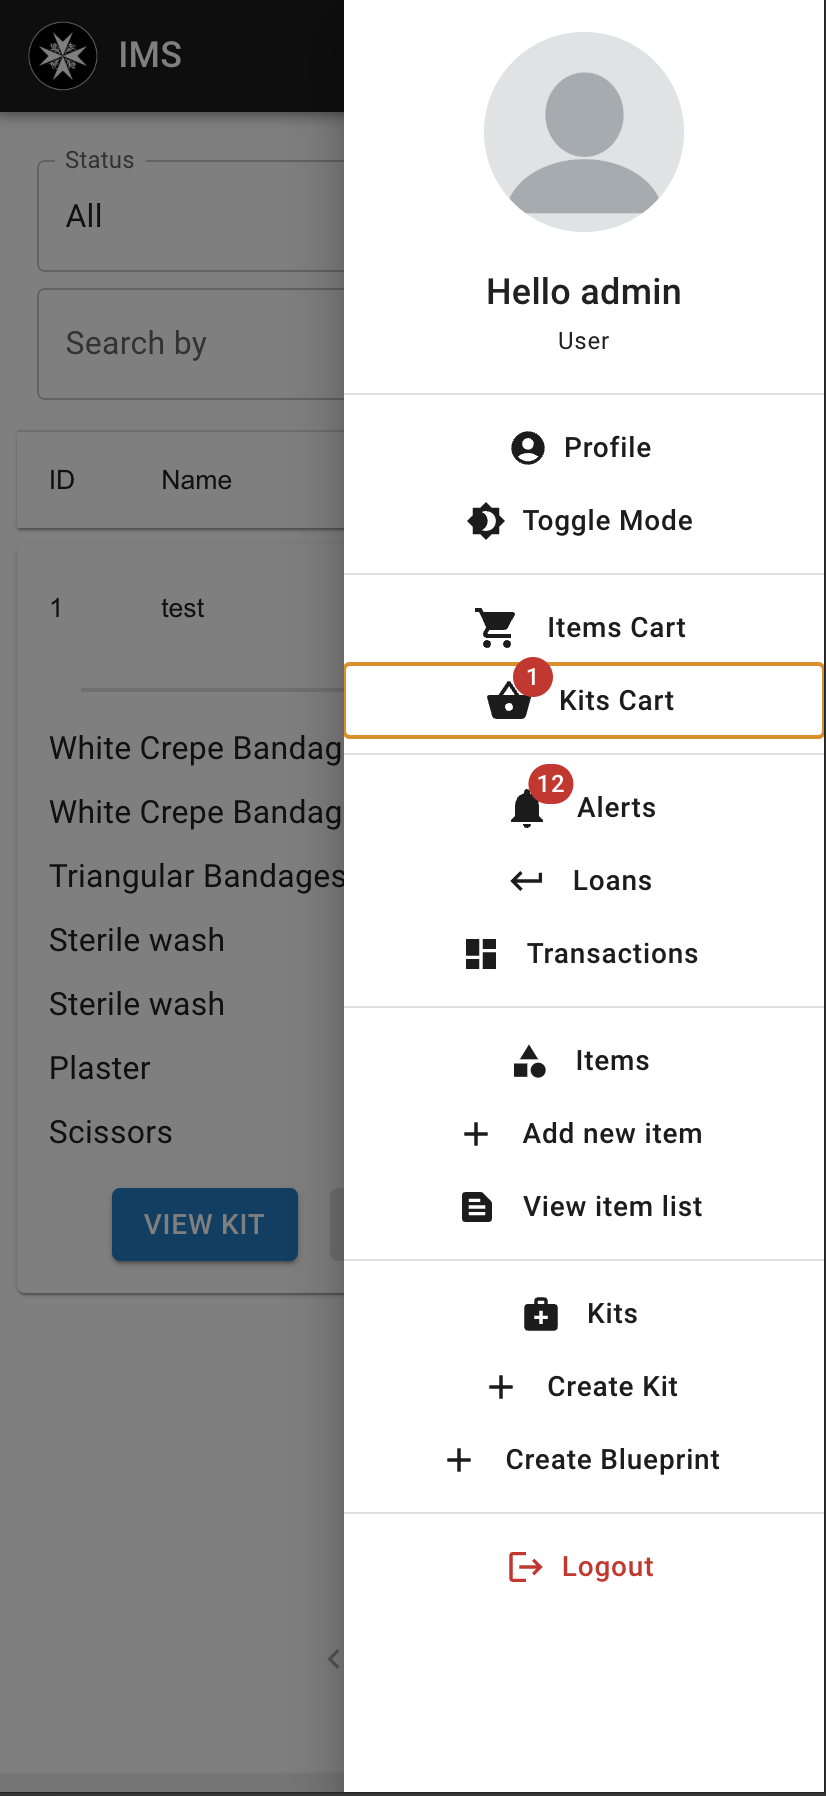 IMS
Status
All
Search by
ID Name
1 test
White Crepe Bandag
White Crepe Bandag
Triangular Bandages
Sterile wash
Sterile wash
Plaster
Scissors
VIEW KIT
Hello admin
User
Profile
Toggle Mode
Items Cart
1
Kits Cart
12
Alerts
Loans
Transactions
Items
Add new item
View item list
Kits
Create Kit
Create Blueprint
Logout